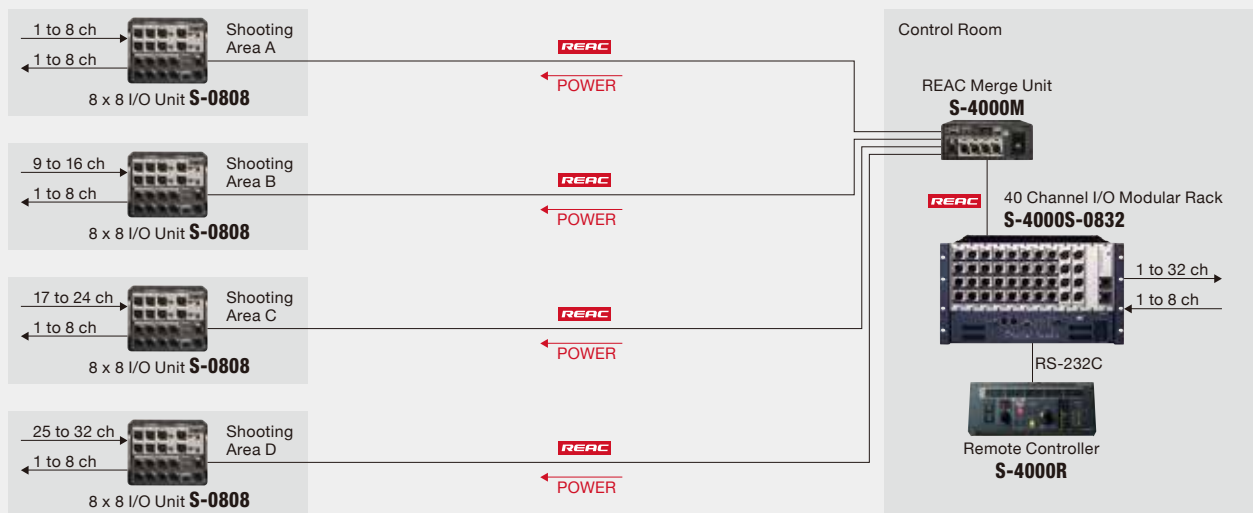 1 to 8 ch
1 to 8 ch
Shooting
Area A
8 x 8 I/O Unit S-0808
REAC
POWER
9 to 16 ch
1 to 8 ch
Shooting
Area B
8 x 8 I/O Unit S-0808
REAC
POWER
17 to 24 ch
1 to 8 ch
Shooting
Area C
8 x 8 I/O Unit S-0808
REAC
POWER
25 to 32 ch
1 to 8 ch
Shooting
Area D
8 x 8 I/O Unit S-0808
REAC
POWER
Control Room
REAC Merge Unit
S-4000M
REAC
40 Channel I/O Modular Rack
S-4000S-0832
1 to 32 ch
1 to 8 ch
RS-232C
Remote Controller
S-4000R